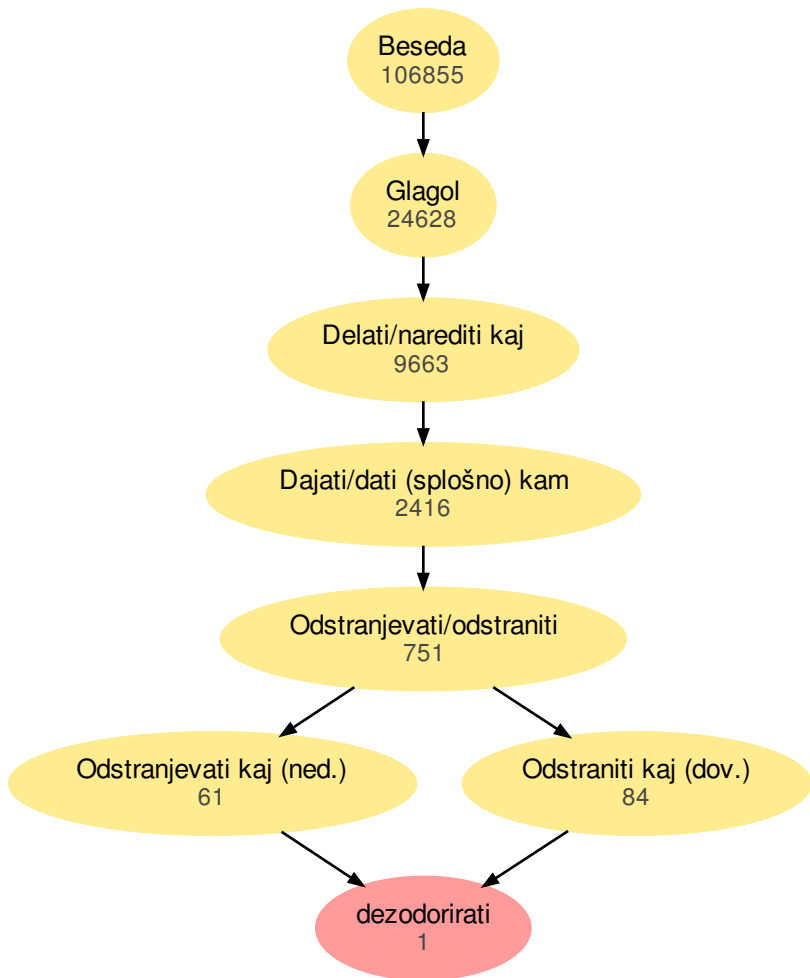 Beseda
106855
Glagol
24628
Delati/narediti kaj
9663
Dajati/dati (splošno) kam
2416
Odstranjevati/odstraniti
751
Odstranjevati kaj (ned.)
61
Odstraniti kaj (dov.)
84
dezodorirati
1